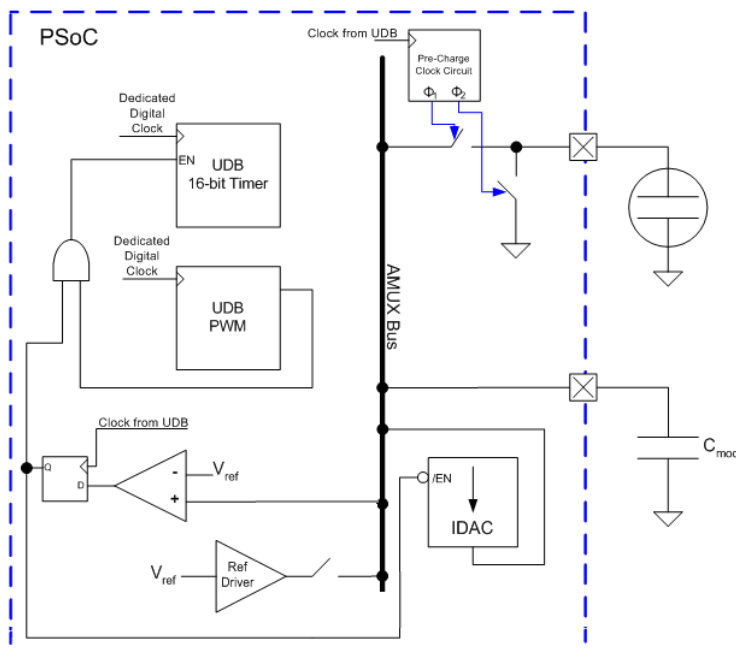 PSoC
Clock from UDB
Pre-Charge
Clock Circuit
Φ1 Φ2
Dedicated
Digital
Clock
EN
UDB
16-bit Timer
Dedicated
Digital
Clock
UDB
PWM
AMUX Bus
Clock from UDB
Q
D
-
+
Vref
/EN
IDAC
Cmod
Vref
Ref
Driver